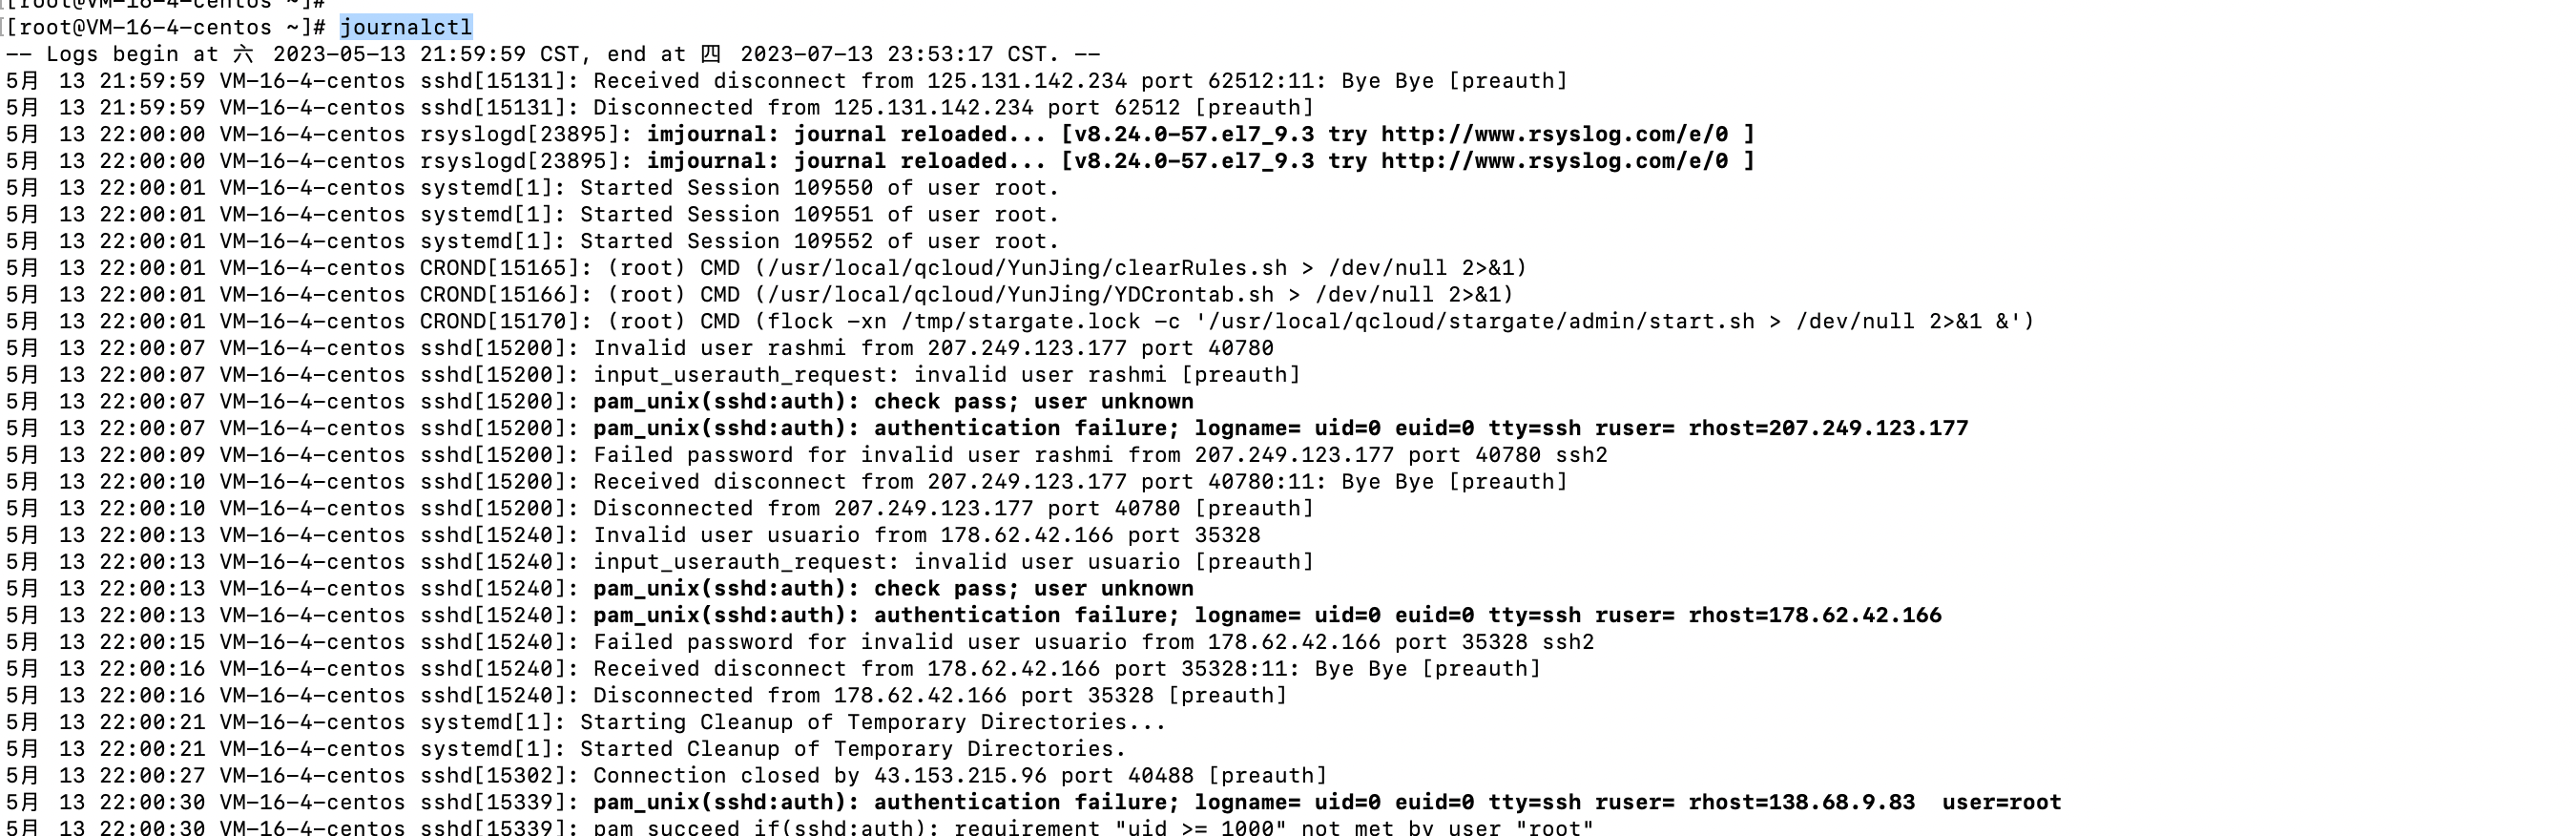 [root@VM-16-4-centos ~]#
[root@VM-16-4-centos ~]# journalctl
-- Logs begin at 六 2023-05-13 21:59:59 CST, end at 四 2023-07-13 23:53:17 CST. --
5月 13 21:59:59 VM-16-4-centos sshd[15131]: Received disconnect from 125.131.142.234 port 62512:11: Bye Bye [preauth]
5月 13 21:59:59 VM-16-4-centos sshd[15131]: Disconnected from 125.131.142.234 port 62512 [preauth]
5月 13 22:00:00 VM-16-4-centos rsyslogd[23895]: imjournal: journal reloaded... [v8.24.0-57.el7_9.3 try http://www.rsyslog.com/e/0 ]
5月 13 22:00:00 VM-16-4-centos rsyslogd[23895]: imjournal: journal reloaded... [v8.24.0-57.el7_9.3 try http://www.rsyslog.com/e/0 ]
5月 13 22:00:01 VM-16-4-centos systemd[1]: Started Session 109550 of user root.
5月 13 22:00:01 VM-16-4-centos systemd[1]: Started Session 109551 of user root.
5月 13 22:00:01 VM-16-4-centos systemd[1]: Started Session 109552 of user root.
5月 13 22:00:01 VM-16-4-centos CROND[15165]: (root) CMD (/usr/local/qcloud/YunJing/clearRules.sh > /dev/null 2>&1)
5月 13 22:00:01 VM-16-4-centos CROND[15166]: (root) CMD (/usr/local/qcloud/YunJing/YDCrontab.sh > /dev/null 2>&1)
5月 13 22:00:01 VM-16-4-centos CROND[15170]: (root) CMD (flock -xn /tmp/stargate.lock -c '/usr/local/qcloud/stargate/admin/start.sh > /dev/null 2>&1 &')
5月 13 22:00:07 VM-16-4-centos sshd[15200]: Invalid user rashmi from 207.249.123.177 port 40780
5月 13 22:00:07 VM-16-4-centos sshd[15200]: input_userauth_request: invalid user rashmi [preauth]
5月 13 22:00:07 VM-16-4-centos sshd[15200]: pam_unix(sshd:auth): check pass; user unknown
5月 13 22:00:07 VM-16-4-centos sshd[15200]: pam_unix(sshd:auth): authentication failure; logname= uid=0 euid=0 tty=ssh ruser= rhost=207.249.123.177
5月 13 22:00:09 VM-16-4-centos sshd[15200]: Failed password for invalid user rashmi from 207.249.123.177 port 40780 ssh2
5月 13 22:00:10 VM-16-4-centos sshd[15200]: Received disconnect from 207.249.123.177 port 40780:11: Bye Bye [preauth]
5月 13 22:00:10 VM-16-4-centos sshd[15200]: Disconnected from 207.249.123.177 port 40780 [preauth]
5月 13 22:00:13 VM-16-4-centos sshd[15240]: Invalid user usuario from 178.62.42.166 port 35328
5月 13 22:00:13 VM-16-4-centos sshd[15240]: input_userauth_request: invalid user usuario [preauth]
5月 13 22:00:13 VM-16-4-centos sshd[15240]: pam_unix(sshd:auth): check pass; user unknown
5月 13 22:00:13 VM-16-4-centos sshd[15240]: pam_unix(sshd:auth): authentication failure; logname= uid=0 euid=0 tty=ssh ruser= rhost=178.62.42.166
5月 13 22:00:15 VM-16-4-centos sshd[15240]: Failed password for invalid user usuario from 178.62.42.166 port 35328 ssh2
5月 13 22:00:16 VM-16-4-centos sshd[15240]: Received disconnect from 178.62.42.166 port 35328:11: Bye Bye [preauth]
5月 13 22:00:16 VM-16-4-centos sshd[15240]: Disconnected from 178.62.42.166 port 35328 [preauth]
5月 13 22:00:21 VM-16-4-centos systemd[1]: Starting Cleanup of Temporary Directories...
5月 13 22:00:21 VM-16-4-centos systemd[1]: Started Cleanup of Temporary Directories.
5月 13 22:00:27 VM-16-4-centos sshd[15302]: Connection closed by 43.153.215.96 port 40488 [preauth]
5月 13 22:00:30 VM-16-4-centos sshd[15339]: pam_unix(sshd:auth): authentication failure; logname= uid=0 euid=0 tty=ssh ruser= rhost=138.68.9.83  user=root
5月 13 22:00:30 VM-16-4-centos sshd[15339]: pam_succeed_if(sshd:auth): requirement "uid >= 1000" not met by user "root"